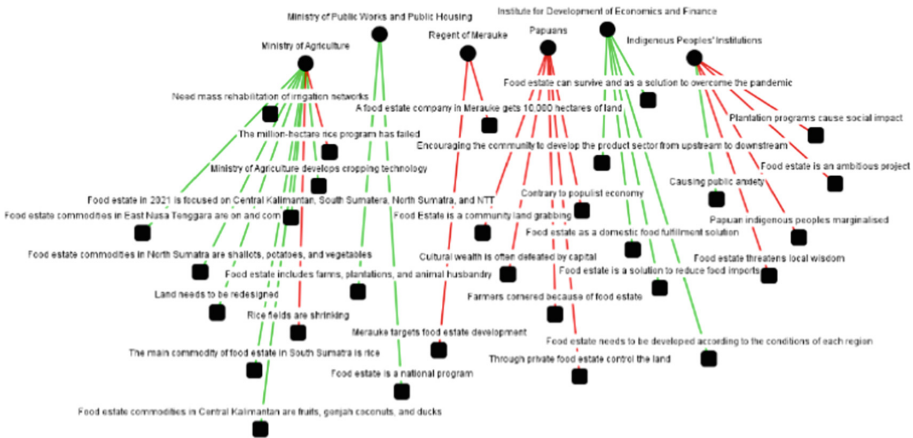 Institute for Development of Economics and Finance
Ministry of Public Works and Public Housing
Regent of Merauke
Papuans
Indigenous Peoples' Institutions
Ministry of Agriculture
Food estate can survive and as a solution to overcome the pandemic
Need mass rehabilitation of irrigation networks
A food estate company in Merauke gets 10,000 hectares of land
Plantation programs cause social impact
The million-hectare rice program has failed
Encouraging the community to develop the product sector from upstream to downstream
Food estate is an ambitious project
Ministry of Agriculture develops cropping technology
Causing public anxiety
Contrary to populist economy
Food estate in 2021 is focused on Central Kalimantan, South Sumatera, North Sumatra, and NTT
Food estate commodities in East Nusa Tenggara are on and corn
Food Estate is a community land grabbing
Papuan indigenous peoples marginalised
Food estate as a domestic food fulfillment solution
Food estate commodities in North Sumatra are shallots, potatoes, and vegetables
Cultural wealth is often defeated by capital
Food estate threatens local wisdom
Food estate includes farms, plantations, and animal husbandry
Food estate is a solution to reduce food imports
Land needs to be redesigned
Farmers cornered because of food estate
Rice fields are shrinking
Merauke targets food estate development
Food estate needs to be developed according to the conditions of each region
The main commodity of food estate in South Sumatra is rice
Through private food estate control the land
Food estate is a national program
Food estate commodities in Central Kalimantan are fruits, genjah coconuts, and ducks